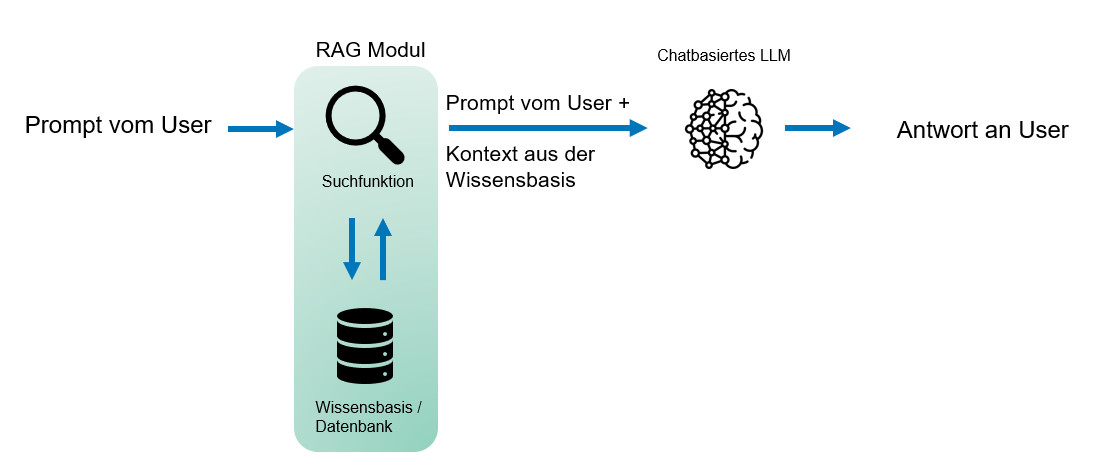 RAG Modul
Chatbasiertes LLM
Prompt vom User
Prompt vom User +
Kontext aus der
Wissensbasis
Antwort an User
Suchfunktion
Wissensbasis /
Datenbank